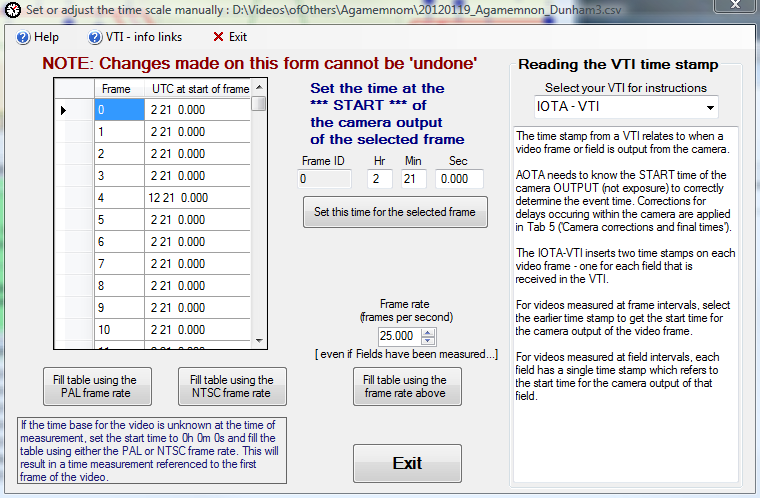 Set or adjust the time scale manually : D:\Videos\ofOthers\Agamemnom\20120119_Agamemnon_Dunham3.csv
Help
VTI - info links
Exit
NOTE: Changes made on this form cannot be 'undone'
Frame UTC at start of frame
0 2 21 0.000
1 2 21 0.000
2 2 21 0.000
3 2 21 0.000
4 12 21 0.000
5 2 21 0.000
6 2 21 0.000
7 2 21 0.000
8 2 21 0.000
9 2 21 0.000
10 2 21 0.000
Set the time at the
*** START *** of
the camera output
of the selected frame
Frame ID Hr Min Sec
0 2 21 0.000
Set this time for the selected frame
Frame rate
(frames per second)
25.000
[ even if Fields have been measured...]
Fill table using the
PAL frame rate
Fill table using the
NTSC frame rate
Fill table using the
frame rate above
If the time base for the video is unknown at the time of
measurement, set the start time to 0h 0m 0s and fill the
table using either the PAL or NTSC frame rate. This will
result in a time measurement referenced to the first
frame of the video.
Exit
Reading the VTI time stamp
Select your VTI for instructions
IOTA - VTI
The time stamp from a VTI relates to when a
video frame or field is output from the camera.
AOTA needs to know the START time of the
camera OUTPUT (not exposure) to correctly
determine the event time. Corrections for
delays occuring within the camera are applied
in Tab 5 ('Camera corrections and final times').
The IOTA-VTI inserts two time stamps on each
video frame - one for each field that is
received in the VTI.
For videos measured at frame intervals, select
the earlier time stamp to get the start time for
the camera output of the video frame.
For videos measured at field intervals, each
field has a single time stamp which refers to
the start time for the camera output of that
field.